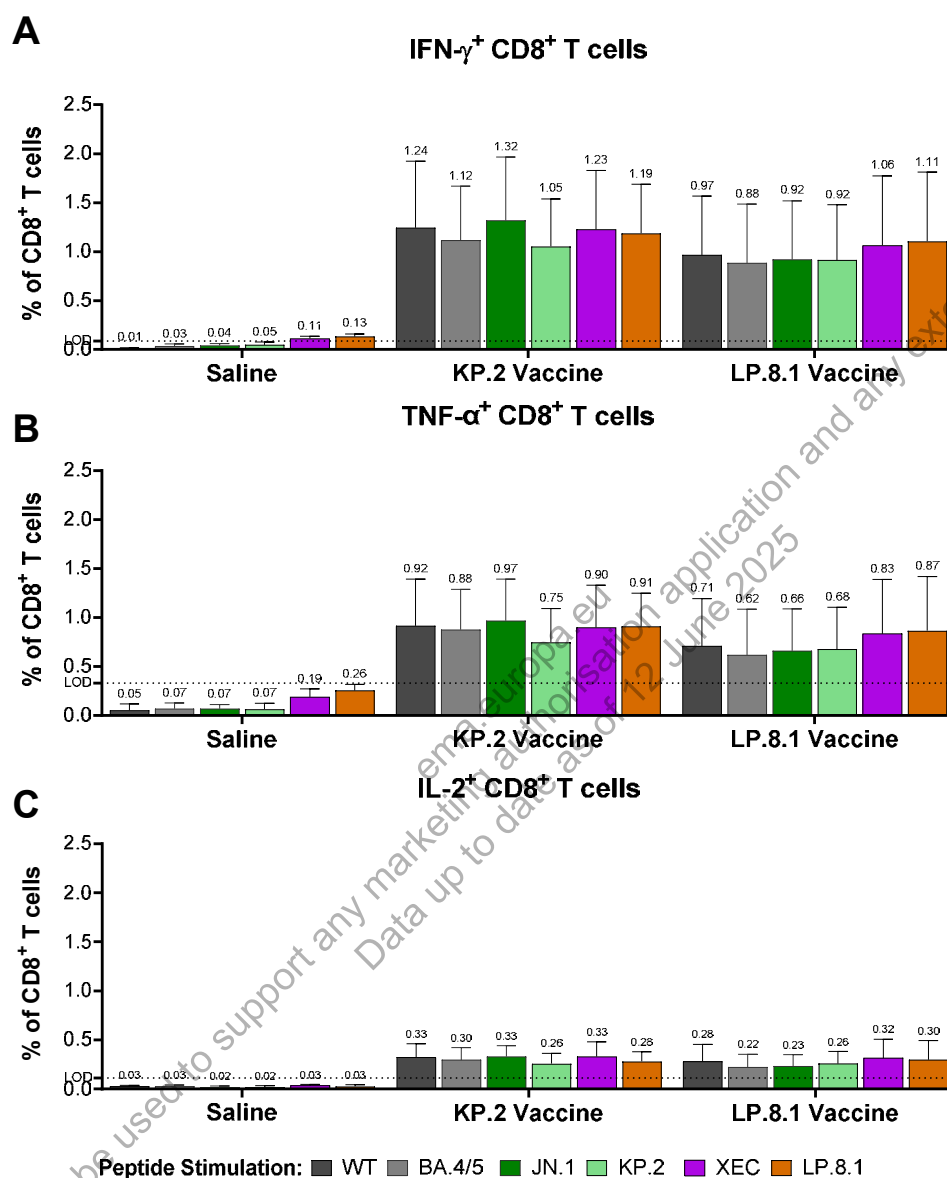 A
IFN-γ⁺ CD8⁺ T cells
% of CD8⁺ T cells
2.5
2.0
1.5
1.0
0.5
LOD
0.0
1.24 1.12 1.32 1.05 1.23 1.19
0.97 0.88 0.92 0.92 1.06 1.11
0.01 0.03 0.04 0.05 0.11 0.13
Saline KP.2 Vaccine LP.8.1 Vaccine
B
TNF-α⁺ CD8⁺ T cells
% of CD8⁺ T cells
2.5
2.0
1.5
1.0
0.5
LOD
0.0
0.92 0.88 0.97 0.75 0.90 0.91
0.71 0.62 0.66 0.68 0.83 0.87
0.05 0.07 0.07 0.07 0.19 0.26
Saline KP.2 Vaccine LP.8.1 Vaccine
C
IL-2⁺ CD8⁺ T cells
% of CD8⁺ T cells
2.5
2.0
1.5
1.0
0.5
LOD
0.0
0.33 0.30 0.33 0.26 0.33 0.28
0.28 0.22 0.23 0.26 0.32 0.30
0.03 0.03 0.02 0.02 0.03 0.03
Saline KP.2 Vaccine LP.8.1 Vaccine
Peptide Stimulation: WT BA.4/5 JN.1 KP.2 XEC LP.8.1
ema.europa.eu
be used to support any marketing authorisation application and any
Data up to date as of 12 June 2025